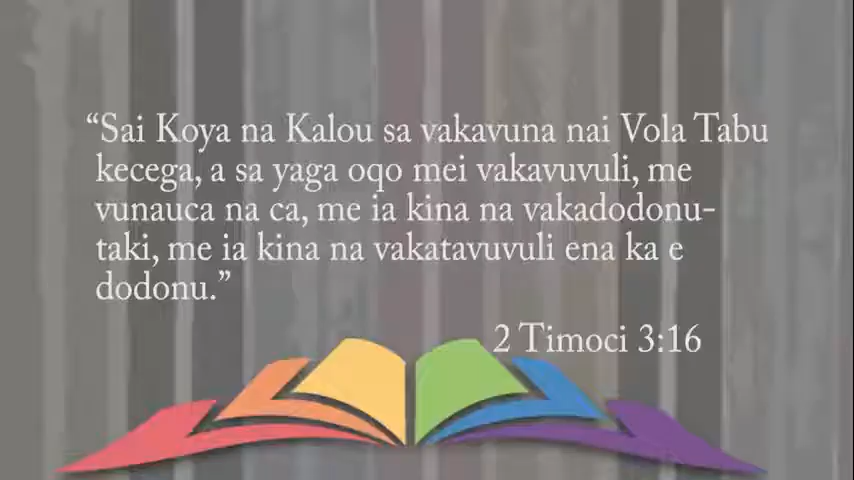 “Sai Koya na Kalou sa vakavuna nai Vola Tabu
kecega, a sa yaga oqo mei vakavuvuli, me
vunauca na ca, me ia kina na vakadodonu-
taki, me ia kina na vakatavuvuli ena ka e
dodonu.”
2 Timoci 3:16